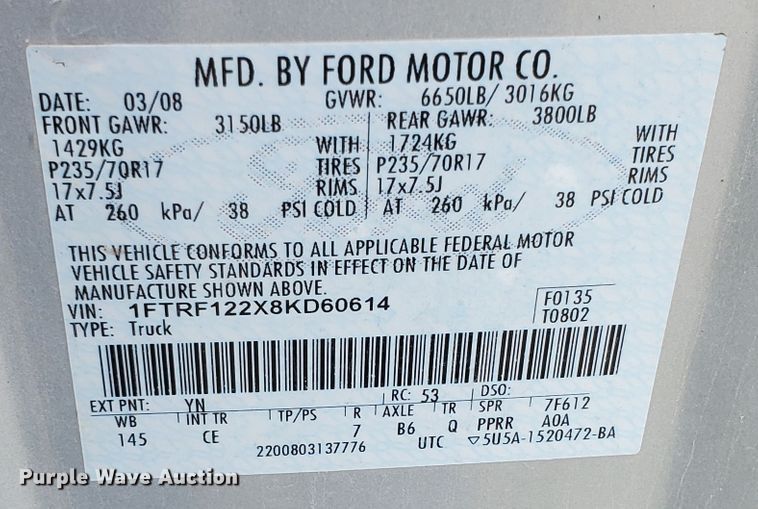 MFD. BY FORD MOTOR CO.
DATE: 03/08 GVWR: 6650LB/ 3016KG
FRONT GAWR: 3150LB REAR GAWR: 3800LB
1429KG WITH 1724KG WITH
P235/70R17 TIRES P235/70R17 TIRES
17x7.5J RIMS 17x7.5J RIMS
AT 260 kPa/ 38 PSI COLD AT 260 kPa/ 38 PSI COLD
THIS VEHICLE CONFORMS TO ALL APPLICABLE FEDERAL MOTOR
VEHICLE SAFETY STANDARDS IN EFFECT ON THE DATE OF
MANUFACTURE SHOWN ABOVE.
VIN: 1FTRF122X8KD60614 F0135
TYPE: Truck T0802
EXT PNT: YN RC: 53 DSO:
WB INT TR TP/PS R AXLE TR SPR 7F612
145 CE 7 B6 Q PPRR A0A
2200803137776 UTC ▽5U5A-1520472-BA
Purple Wave Auction